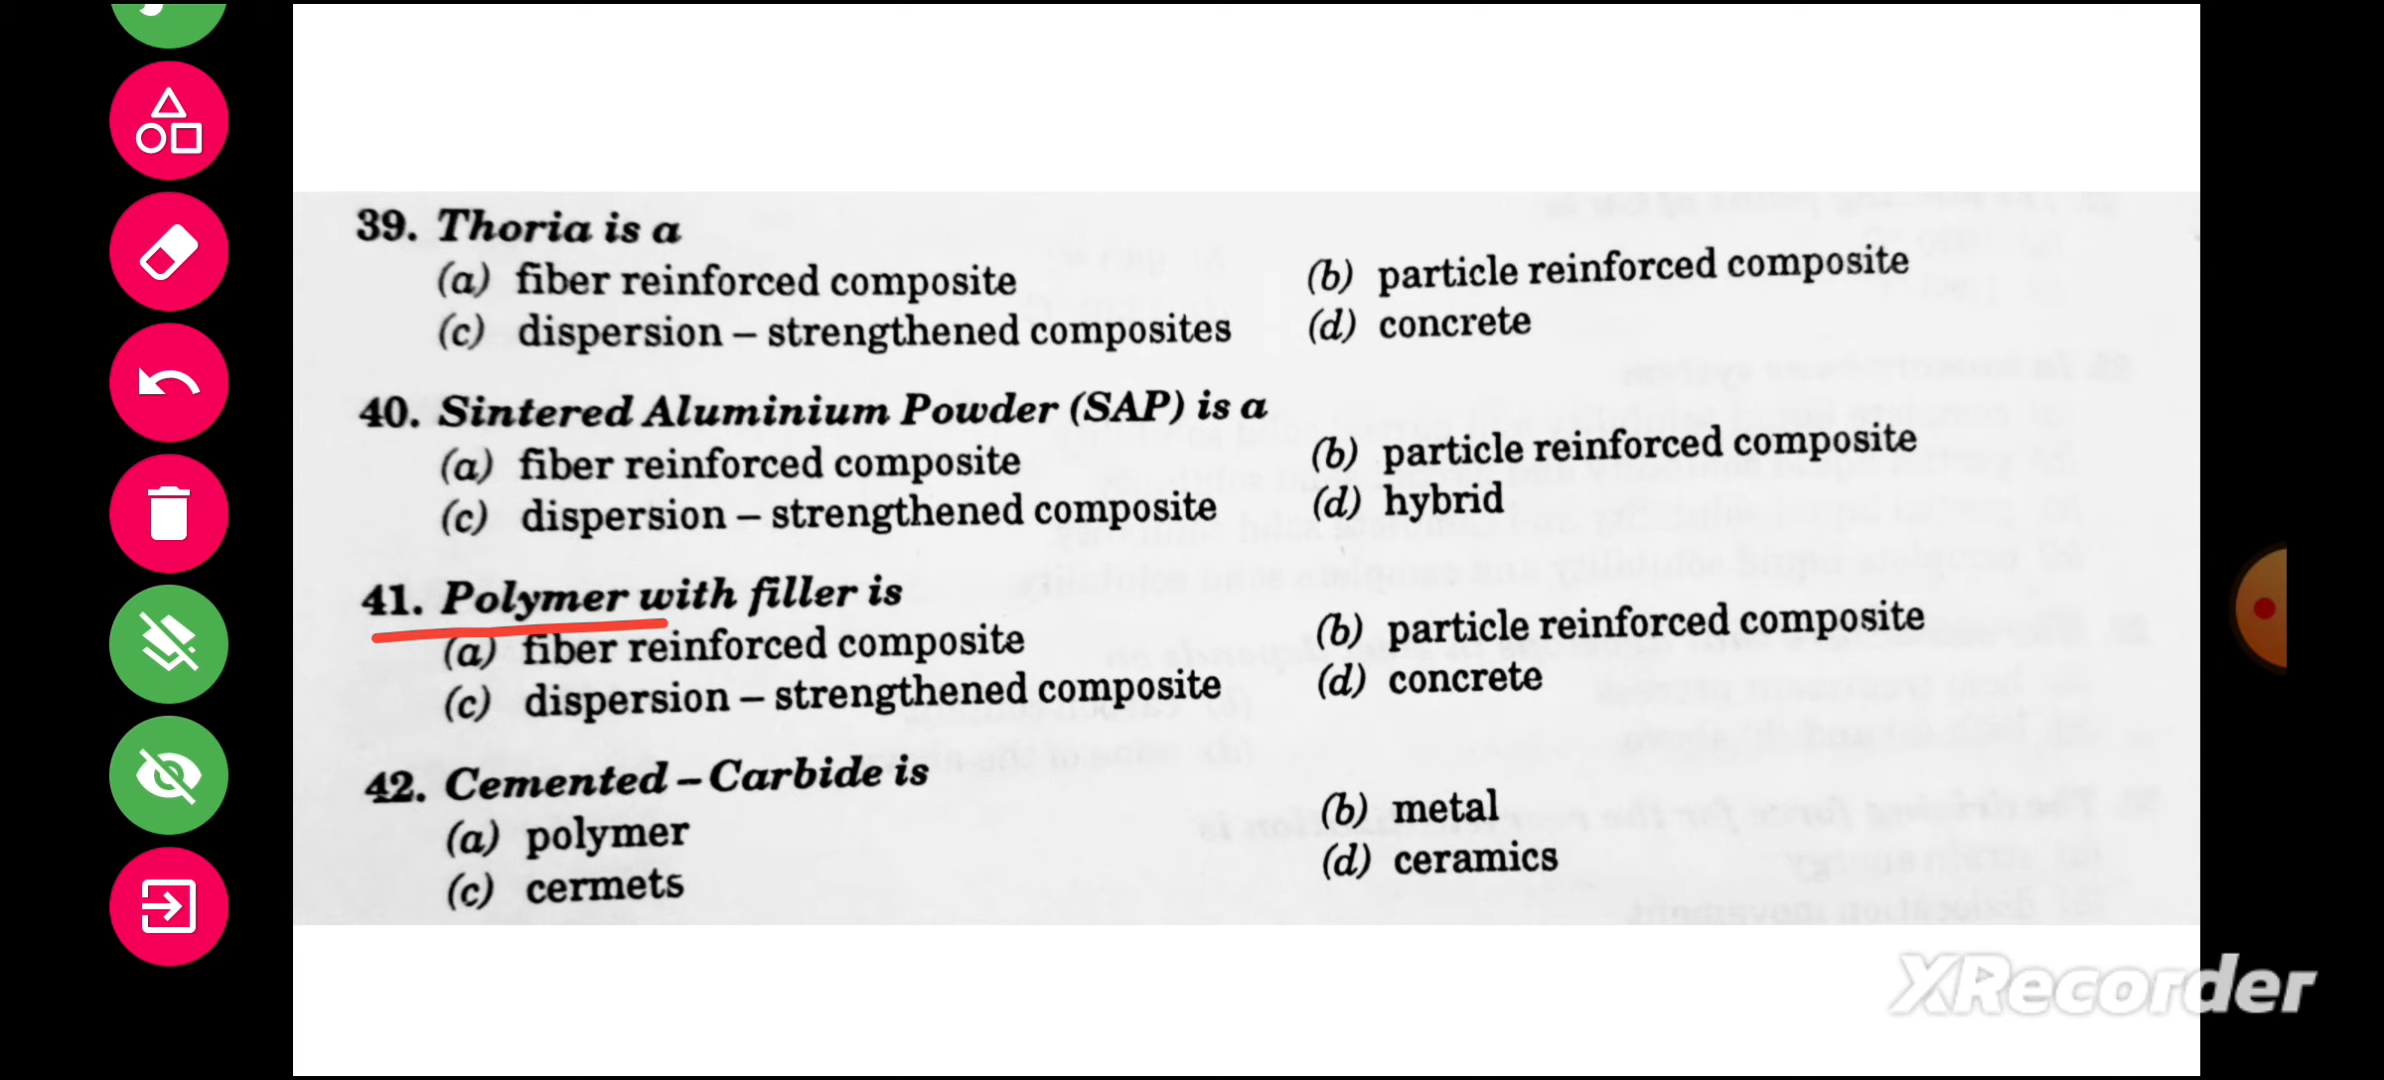 39. Thoria is a
(a) fiber reinforced composite
(b) particle reinforced composite
(c) dispersion – strengthened composites
(d) concrete
40. Sintered Aluminium Powder (SAP) is a
(a) fiber reinforced composite
(b) particle reinforced composite
(c) dispersion – strengthened composite
(d) hybrid
41. Polymer with filler is
(a) fiber reinforced composite
(b) particle reinforced composite
(c) dispersion – strengthened composite
(d) concrete
42. Cemented – Carbide is
(a) polymer
(b) metal
(c) cermets
(d) ceramics
XRecorder